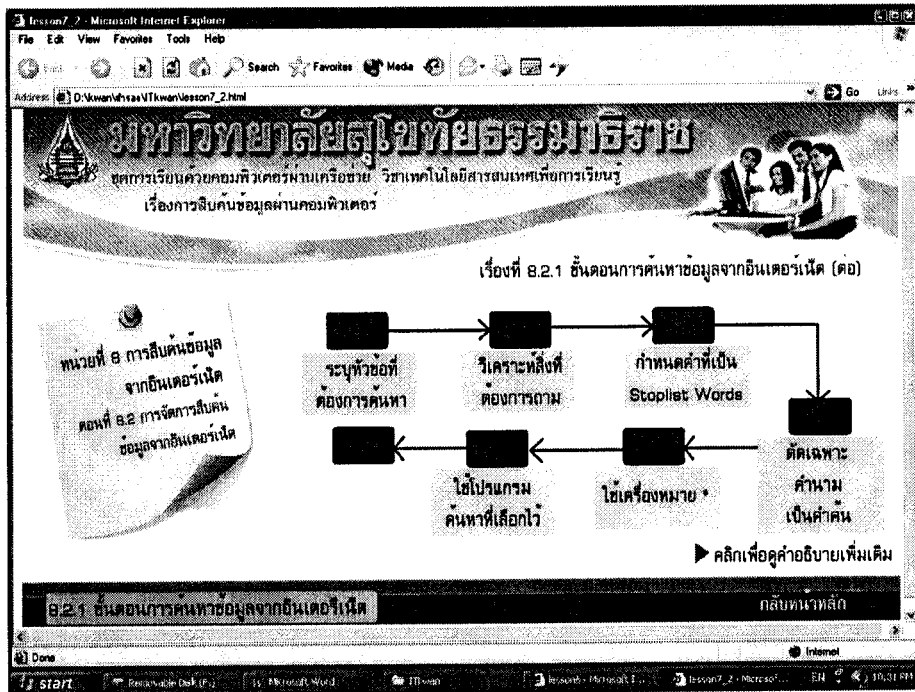 lesson7_2 - Microsoft Internet Explorer
File Edit View Favorites Tools Help
Search Favorites Media
Address D:\kwan\thsaa\ITkwan\lesson7_2.html Go Links
มหาวิทยาลัยสุโขทัยธรรมาธิราช
ชุดการเรียนด้วยคอมพิวเตอร์ผ่านเครือข่าย วิชาเทคโนโลยีสารสนเทศเพื่อการเรียนรู้
เรื่องการสืบค้นข้อมูลผ่านคอมพิวเตอร์
เรื่องที่ 8.2.1 ขั้นตอนการค้นหาข้อมูลจากอินเตอร์เน็ต (ต่อ)
หน่วยที่ 8 การสืบค้นข้อมูล
จากอินเตอร์เน็ต
ตอนที่ 8.2 การจัดการสืบค้น
ข้อมูลจากอินเตอร์เน็ต
ระบุหัวข้อที่
ต้องการค้นหา
วิเคราะห์สิ่งที่
ต้องการถาม
กำหนดคำที่เป็น
Stoplist Words
ตัดเฉพาะ
คำนาม
เป็นคำค้น
ใช้เครื่องหมาย *
ใช้โปรแกรม
ค้นหาที่เลือกไว้
คลิกเพื่อดูคำอธิบายเพิ่มเติม
8.2.1 ขั้นตอนการค้นหาข้อมูลจากอินเตอร์เน็ต
กลับหน้าหลัก
Done Internet
start Removable Disk Microsoft Word ITkwan Microsoft I... lesson7_2 - Microsof... EN 10:31 PM